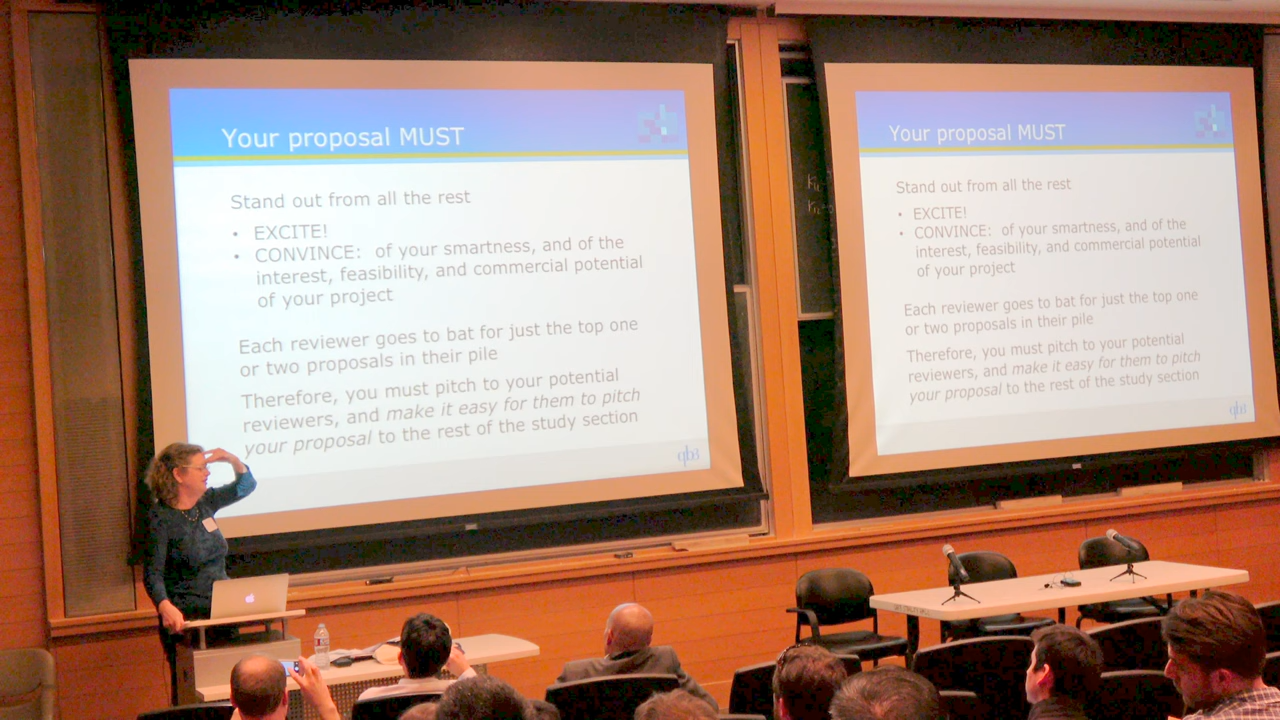 Your proposal MUST
Stand out from all the rest
• EXCITE!
• CONVINCE: of your smartness, and of the
interest, feasibility, and commercial potential
of your project
Each reviewer goes to bat for just the top one
or two proposals in their pile
Therefore, you must pitch to your potential
reviewers, and make it easy for them to pitch
your proposal to the rest of the study section
qb3
Your proposal MUST
Stand out from all the rest
• EXCITE!
• CONVINCE: of your smartness, and of the
interest, feasibility, and commercial potential
of your project
Each reviewer goes to bat for just the top one
or two proposals in their pile
Therefore, you must pitch to your potential
reviewers, and make it easy for them to pitch
your proposal to the rest of the study section
qb3